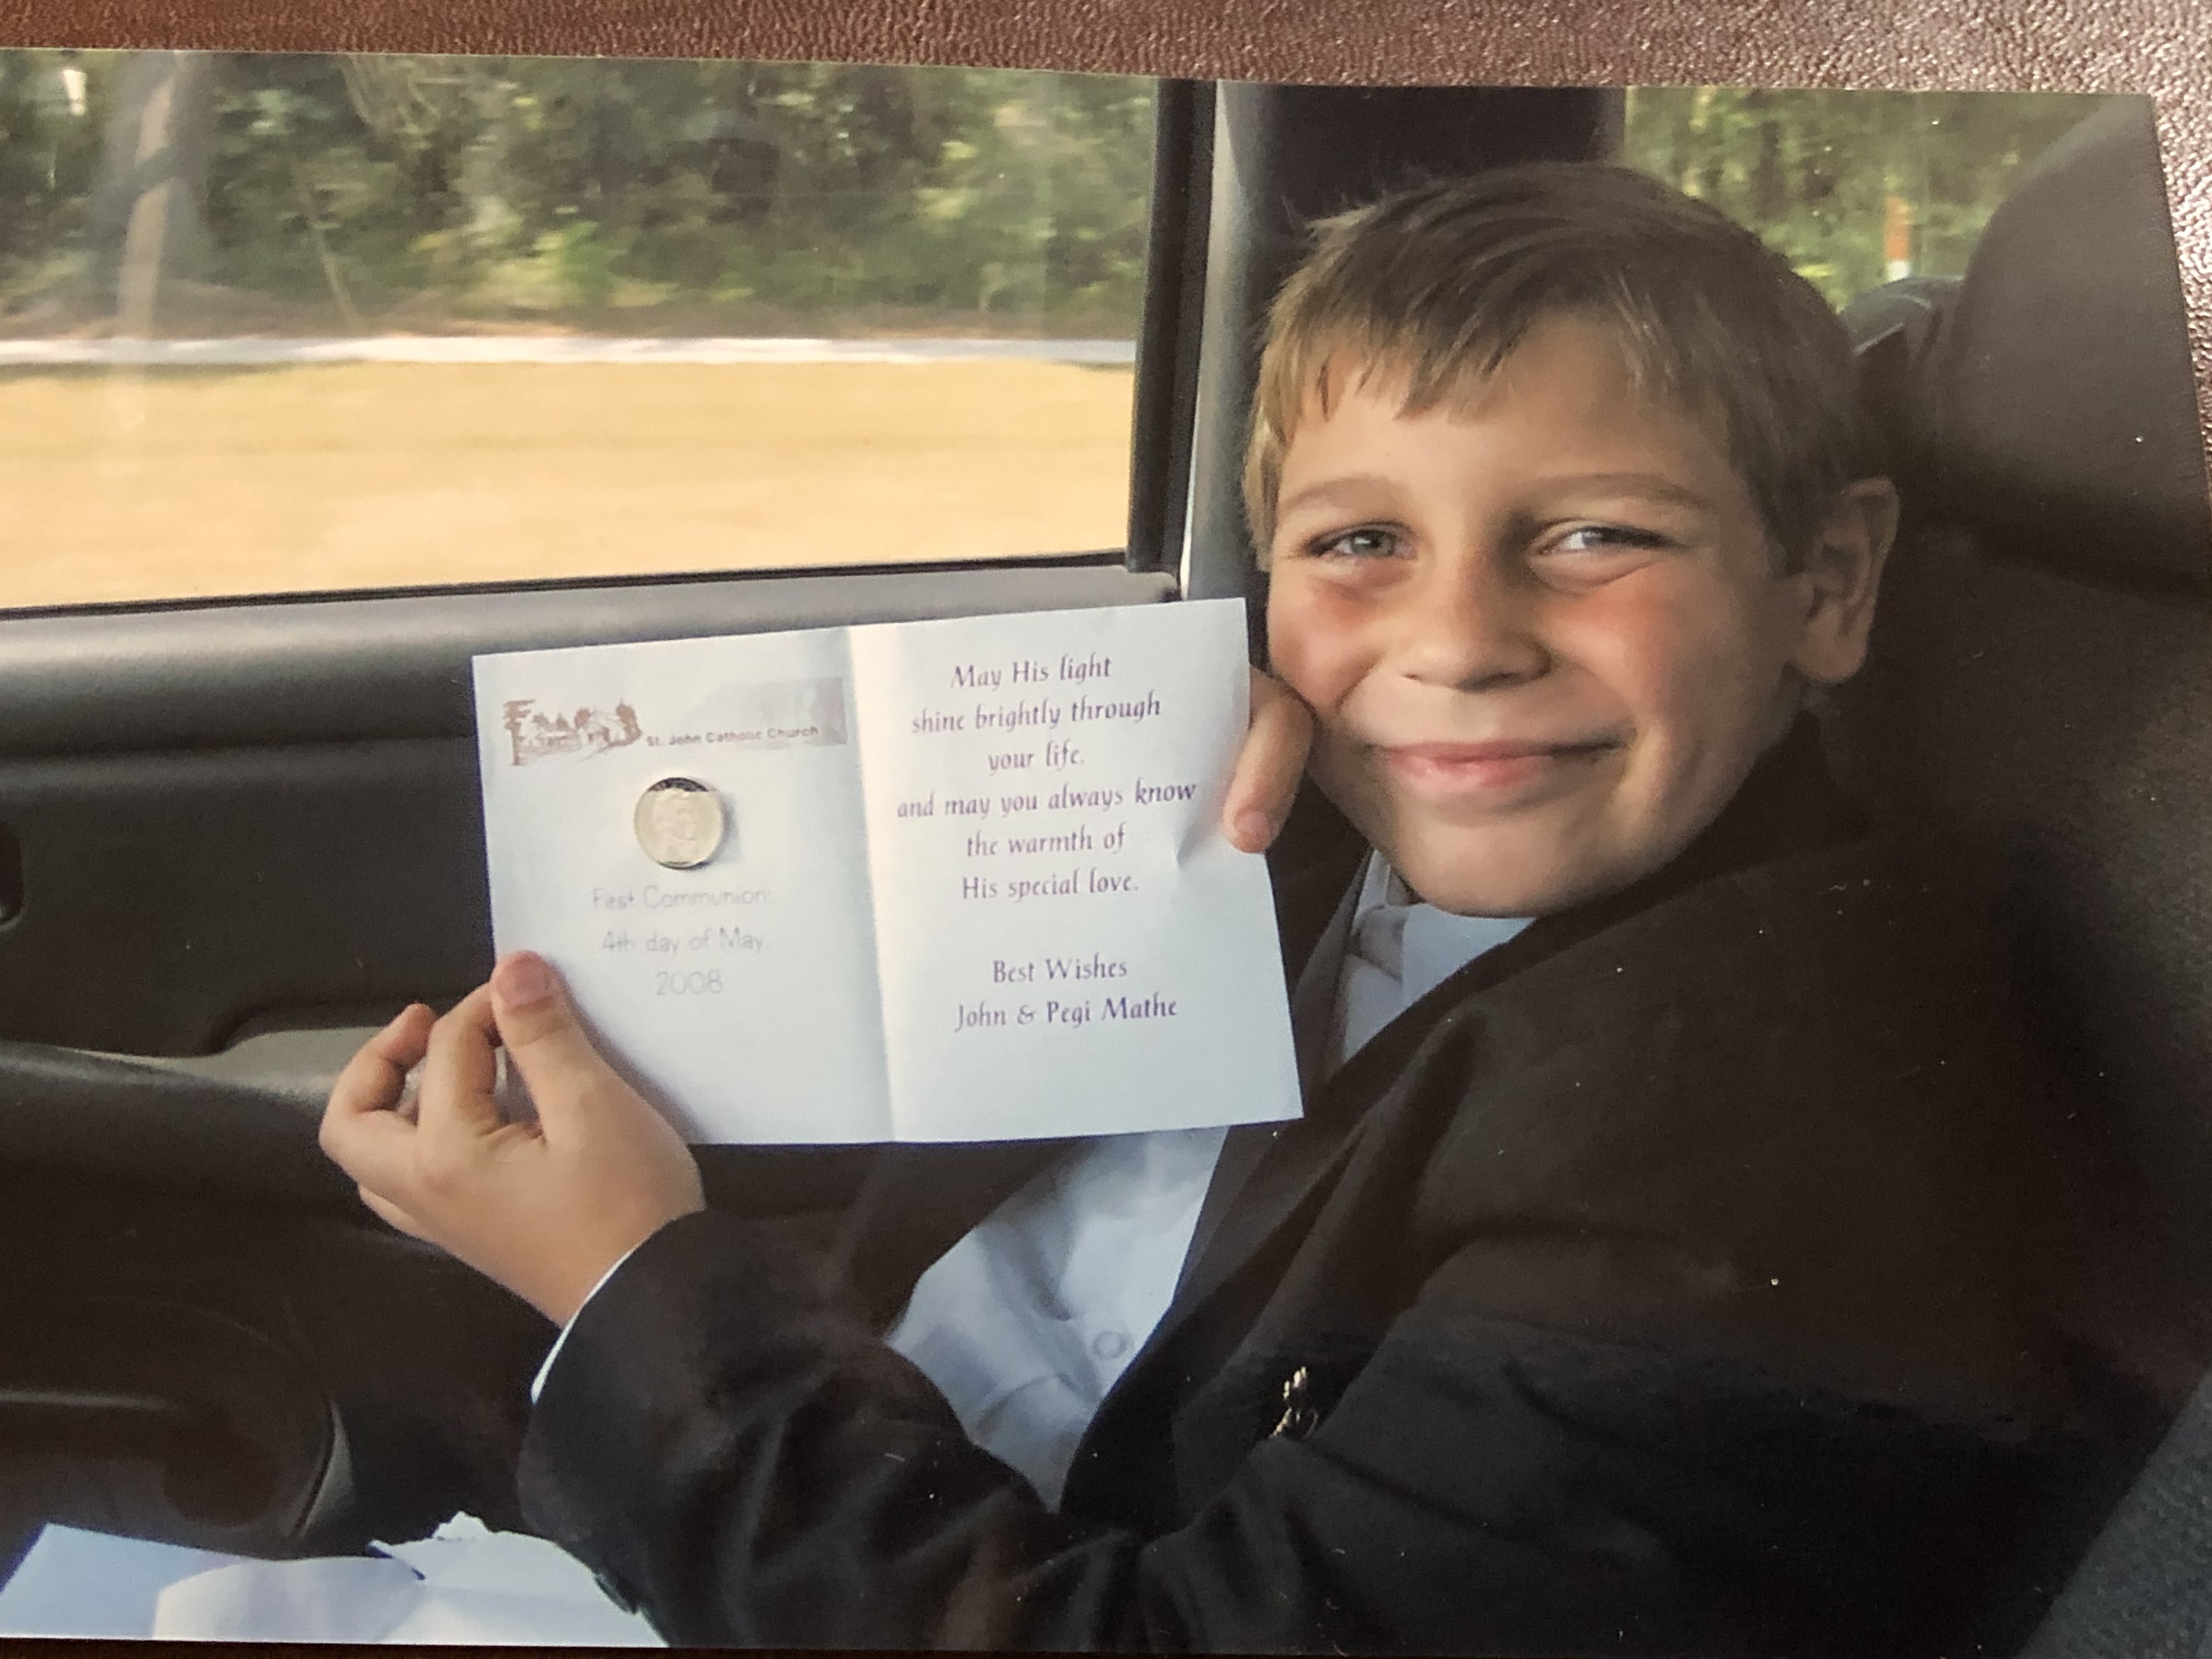 St. John Catholic Church
First Communion:
4th day of May,
2008
May His light
shine brightly through
your life,
and may you always know
the warmth of
His special love.
Best Wishes
John & Pegi Mathe